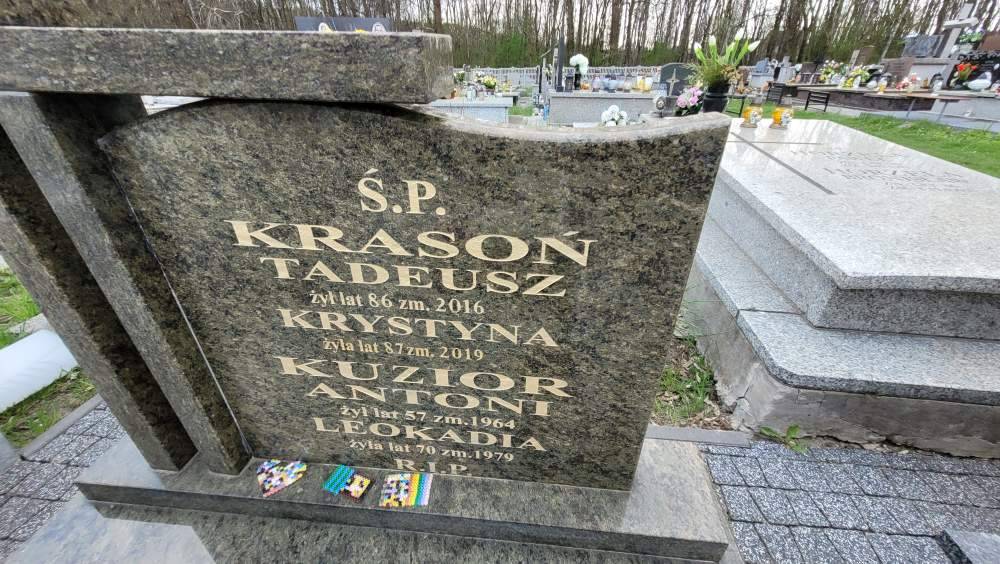 Ś.P.
KRASOŃ
TADEUSZ
żył lat 86 zm. 2016
KRYSTYNA
żyła lat 87 zm. 2019
KUZIOR
ANTONI
żył lat 57 zm. 1964
LEOKADIA
żyła lat 70 zm. 1979
R.I.P.